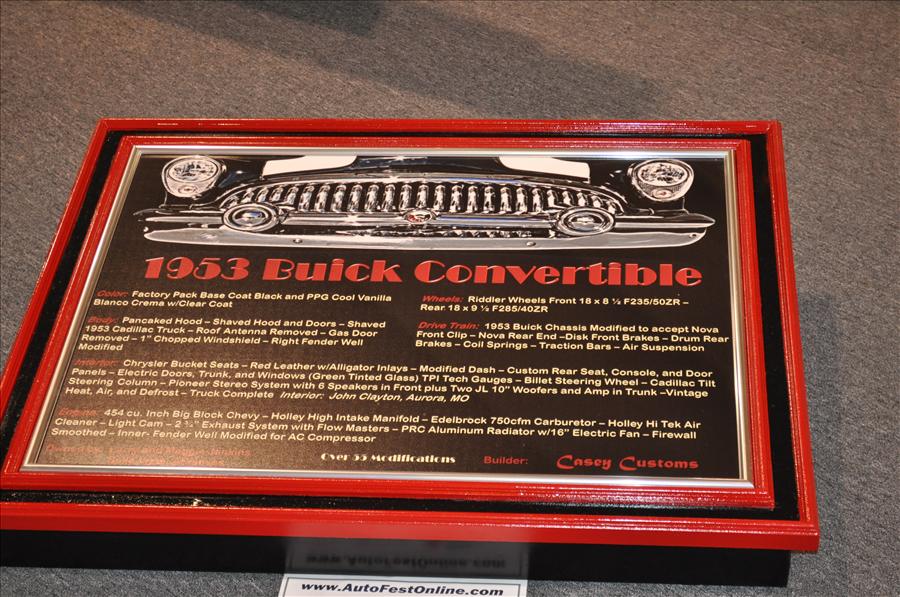 1953 Buick Convertible
Color: Factory Pack Base Coat Black and PPG Cool Vanilla
Blanco Crema w/Clear Coat
Body: Pancaked Hood – Shaved Hood and Doors – Shaved
1953 Cadillac Truck – Roof Antenna Removed – Gas Door
Removed – 1" Chopped Windshield – Right Fender Well
Modified
Wheels: Riddler Wheels Front 18 x 8 ½ F235/50ZR –
Rear 18 x 9 ½ F285/40ZR
Drive Train: 1953 Buick Chassis Modified to accept Nova
Front Clip – Nova Rear End –Disk Front Brakes – Drum Rear
Brakes – Coil Springs – Traction Bars – Air Suspension
Interior: Chrysler Bucket Seats – Red Leather w/Alligator Inlays – Modified Dash – Custom Rear Seat, Console, and Door
Panels – Electric Doors, Trunk, and Windows (Green Tinted Glass) TPI Tech Gauges – Billet Steering Wheel – Cadillac Tilt
Steering Column – Pioneer Stereo System with 6 Speekers in Front plus Two JL 10" Woofers and Amp in Trunk –Vintage
Heat, Air, and Defrost – Truck Complete Interior: John Clayton, Aurora, MO
Engine: 454 cu. Inch Big Block Chevy – Holley High Intake Manifold – Edelbrock 750cfm Carburetor – Holley Hi Tek Air
Cleaner – Light Cam – 2 ¾" Exhaust System with Flow Masters – PRC Aluminum Radiator w/16" Electric Fan – Firewall
Smoothed – Inner- Fender Well Modified for AC Compressor
Over 55 Modifications
Builder: Casey Customs
www.AutoFestOnline.com